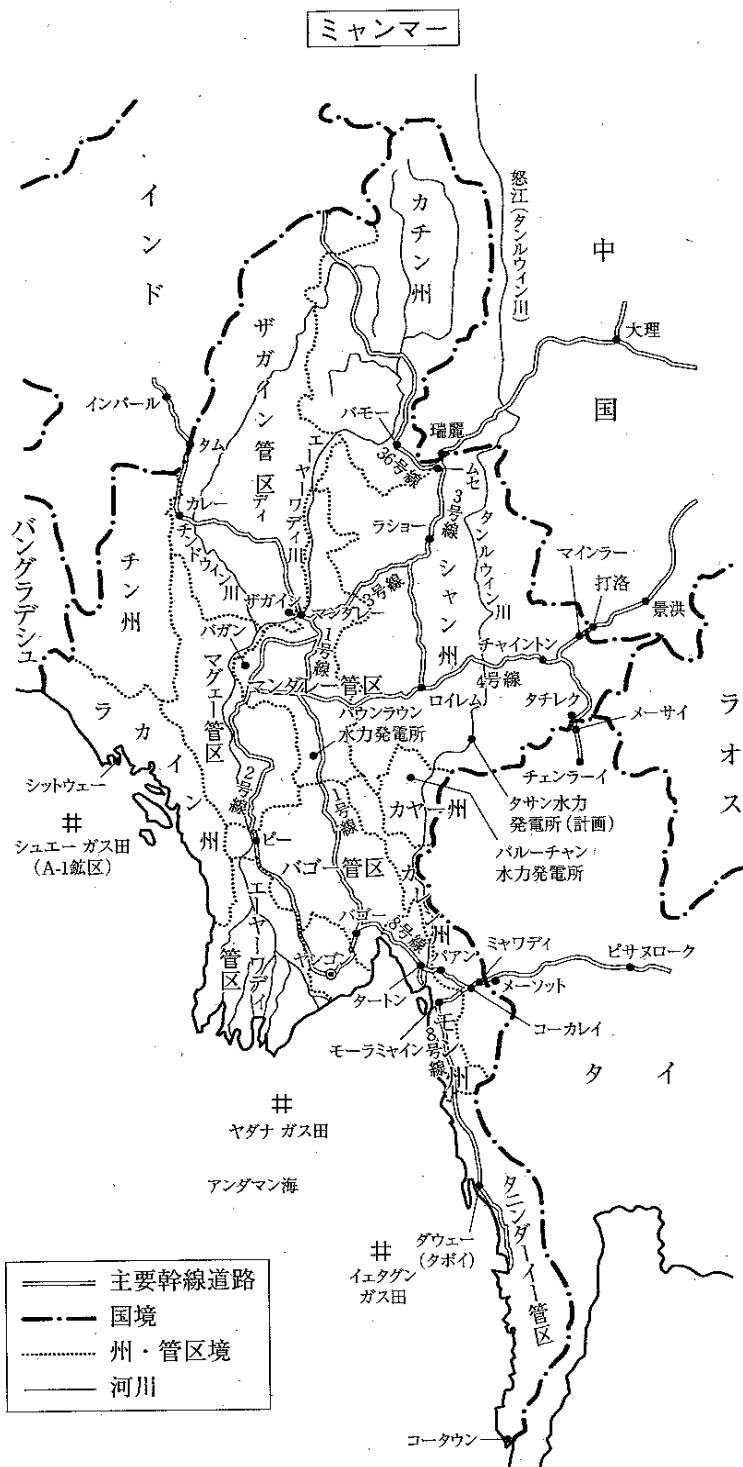 ミャンマー
インド
カチン州
怒江(タンルウィン川)
中国
大理
ザガイン管区
インパール
タム
バモー
瑞麗
36号線
ムセ
エーヤーワディ川
3号線
タンルウィン川
カレー
チンドウィン川
ディ
ラショー
マインラー
打洛
景洪
バングラデシュ
チン州
ザガイン
マンダレー
3号線
シャン州
チャイントン
バガン
1号線
4号線
マグェー管区
マンダレー管区
ロイレム
タチレク
メーサイ
ラオス
ラカイン州
パウンラウン
水力発電所
チェンラーイ
シットウェー
2号線
1号線
カヤー州
タサン水力
発電所(計画)
シュエー ガス田
(A-1鉱区)
ピー
バゴー管区
カレン州
バルーチャン
水力発電所
エーヤーワディ管区
バゴー
8号線
ヤンゴン
パアン
ミャワディ
ピサヌローク
メーソット
タートン
コーカレイ
モーラミャイン
モン州
8号線
タイ
ヤダナ ガス田
アンダマン海
ダウェー
(タボイ)
タニンダーイー管区
イェタグン
ガス田
主要幹線道路
国境
州・管区境
河川
コータウン